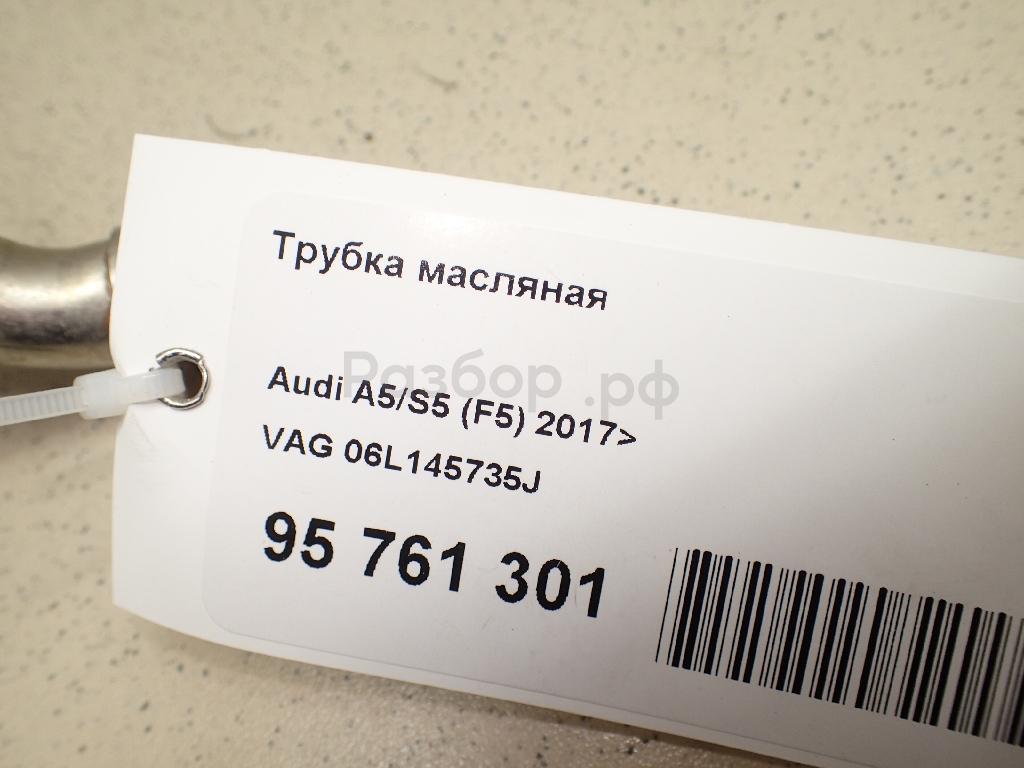 Трубка масляная
Разбор.рф
Audi A5/S5 (F5) 2017>
VAG 06L145735J
95 761 301